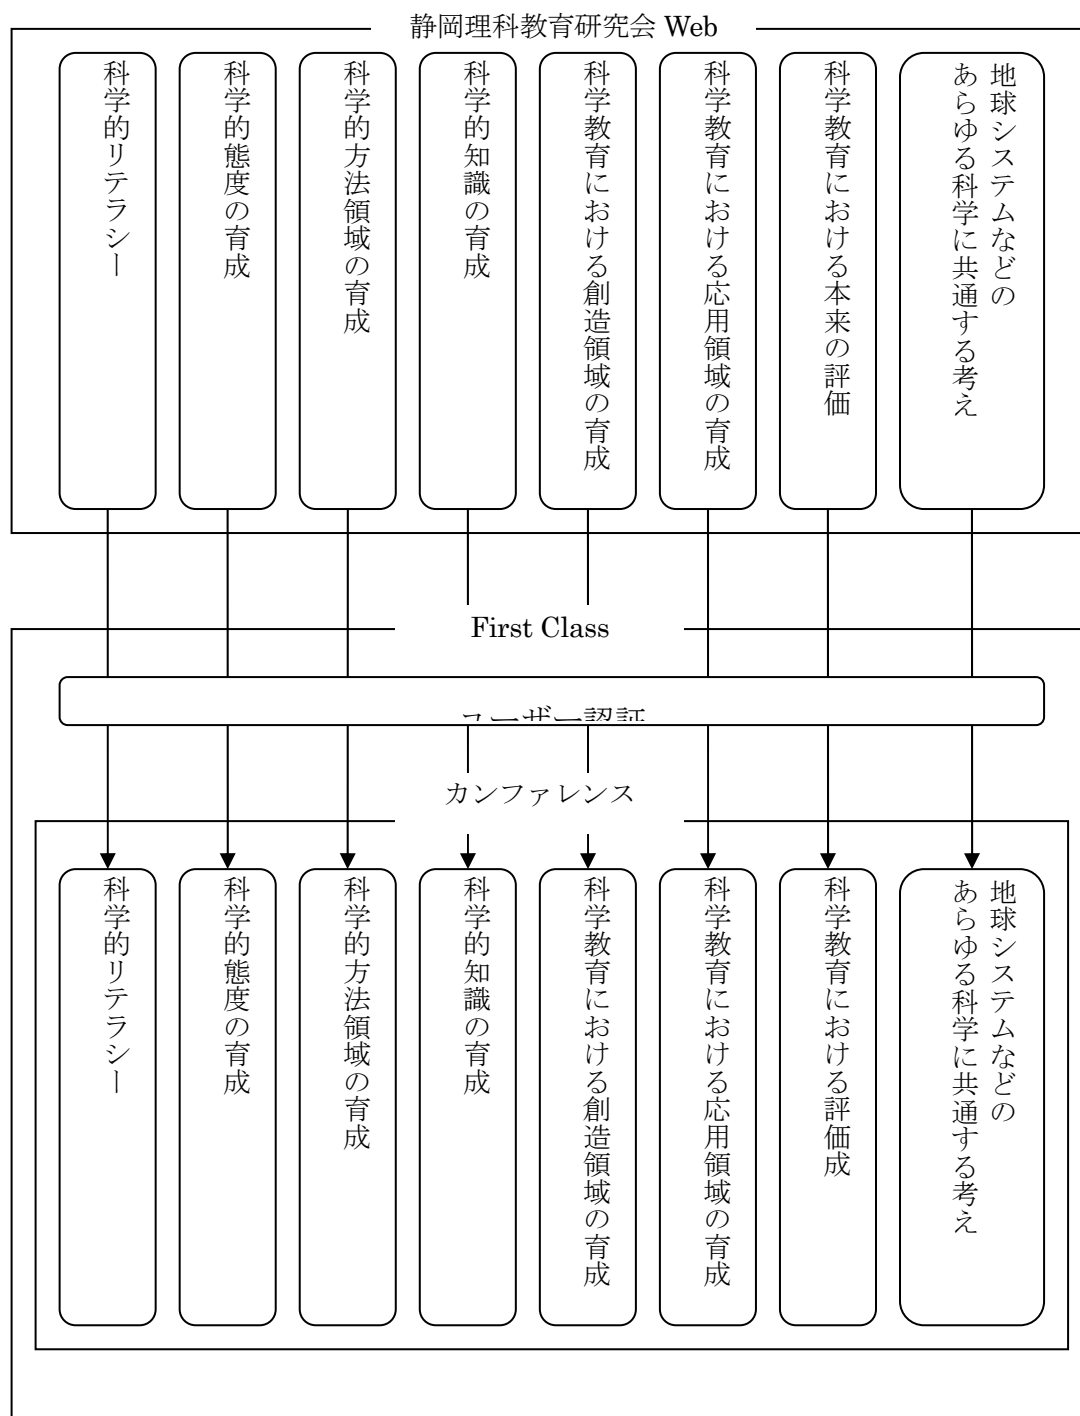 静岡理科教育研究会 Web
科学的リテラシー
科学的態度の育成
科学的方法領域の育成
科学的知識の育成
科学教育における創造領域の育成
科学教育における応用領域の育成
科学教育における本来の評価
地球システムなどの
あらゆる科学に共通する考え
First Class
ユーザー認証
カンファレンス
科学的リテラシー
科学的態度の育成
科学的方法領域の育成
科学的知識の育成
科学教育における創造領域の育成
科学教育における応用領域の育成
科学教育における評価成
地球システムなどの
あらゆる科学に共通する考え